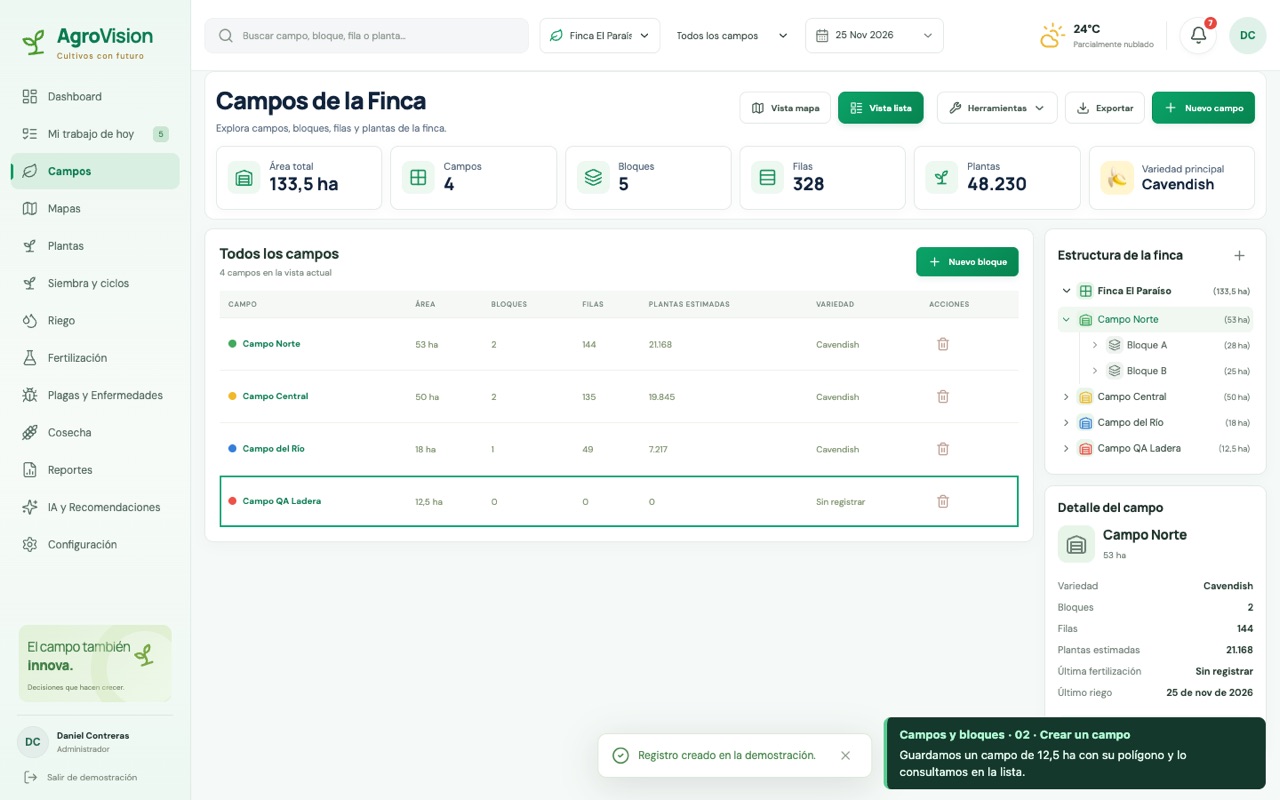 AgroVision
Cultivos con futuro
Dashboard
Mi trabajo de hoy 5
Campos
Mapas
Plantas
Siembra y ciclos
Riego
Fertilización
Plagas y Enfermedades
Cosecha
Reportes
IA y Recomendaciones
Configuración
El campo también
innova.
Decisiones que hacen crecer.
DC Daniel Contreras
Administrador
Salir de demostración
Buscar campo, bloque, fila o planta...
Finca El Paraís
Todos los campos
25 Nov 2026
24°C
Parcialmente nublado
7
DC
Campos de la Finca
Explora campos, bloques, filas y plantas de la finca.
Vista mapa
Vista lista
Herramientas
Exportar
Nuevo campo
Área total
133,5 ha
Campos
4
Bloques
5
Filas
328
Plantas
48.230
Variedad principal
Cavendish
Todos los campos
4 campos en la vista actual
Nuevo bloque
CAMPO ÁREA BLOQUES FILAS PLANTAS ESTIMADAS VARIEDAD ACCIONES
Campo Norte 53 ha 2 144 21.168 Cavendish
Campo Central 50 ha 2 135 19.845 Cavendish
Campo del Río 18 ha 1 49 7.217 Cavendish
Campo QA Ladera 12,5 ha 0 0 0 Sin registrar
Estructura de la finca
Finca El Paraíso (133,5 ha)
Campo Norte (53 ha)
Bloque A (28 ha)
Bloque B (25 ha)
Campo Central (50 ha)
Campo del Río (18 ha)
Campo QA Ladera (12,5 ha)
Detalle del campo
Campo Norte
53 ha
Variedad Cavendish
Bloques 2
Filas 144
Plantas estimadas 21.168
Última fertilización Sin registrar
Último riego 25 de nov de 2026
Registro creado en la demostración.
Campos y bloques · 02 · Crear un campo
Guardamos un campo de 12,5 ha con su polígono y lo
consultamos en la lista.